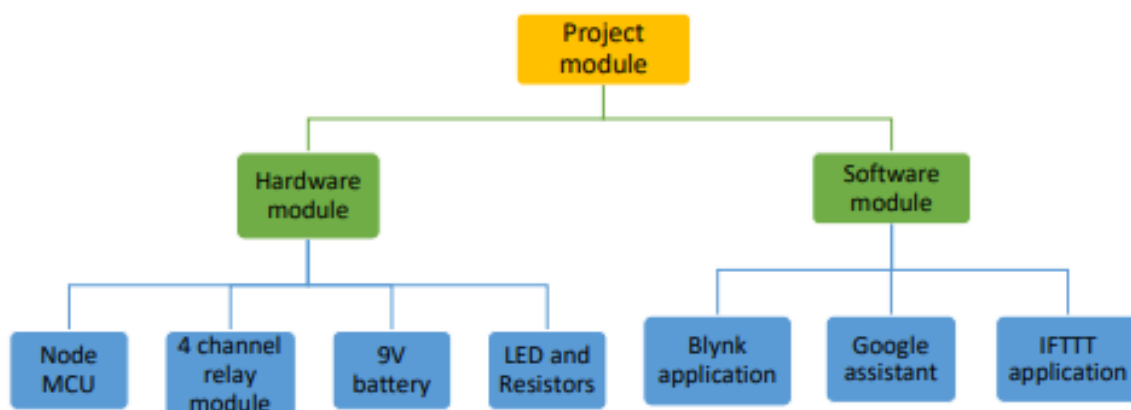 Project
module
Hardware
module
Software
module
Node
MCU
4 channel
relay
module
9V
battery
LED and
Resistors
Blynk
application
Google
assistant
IFTTT
application